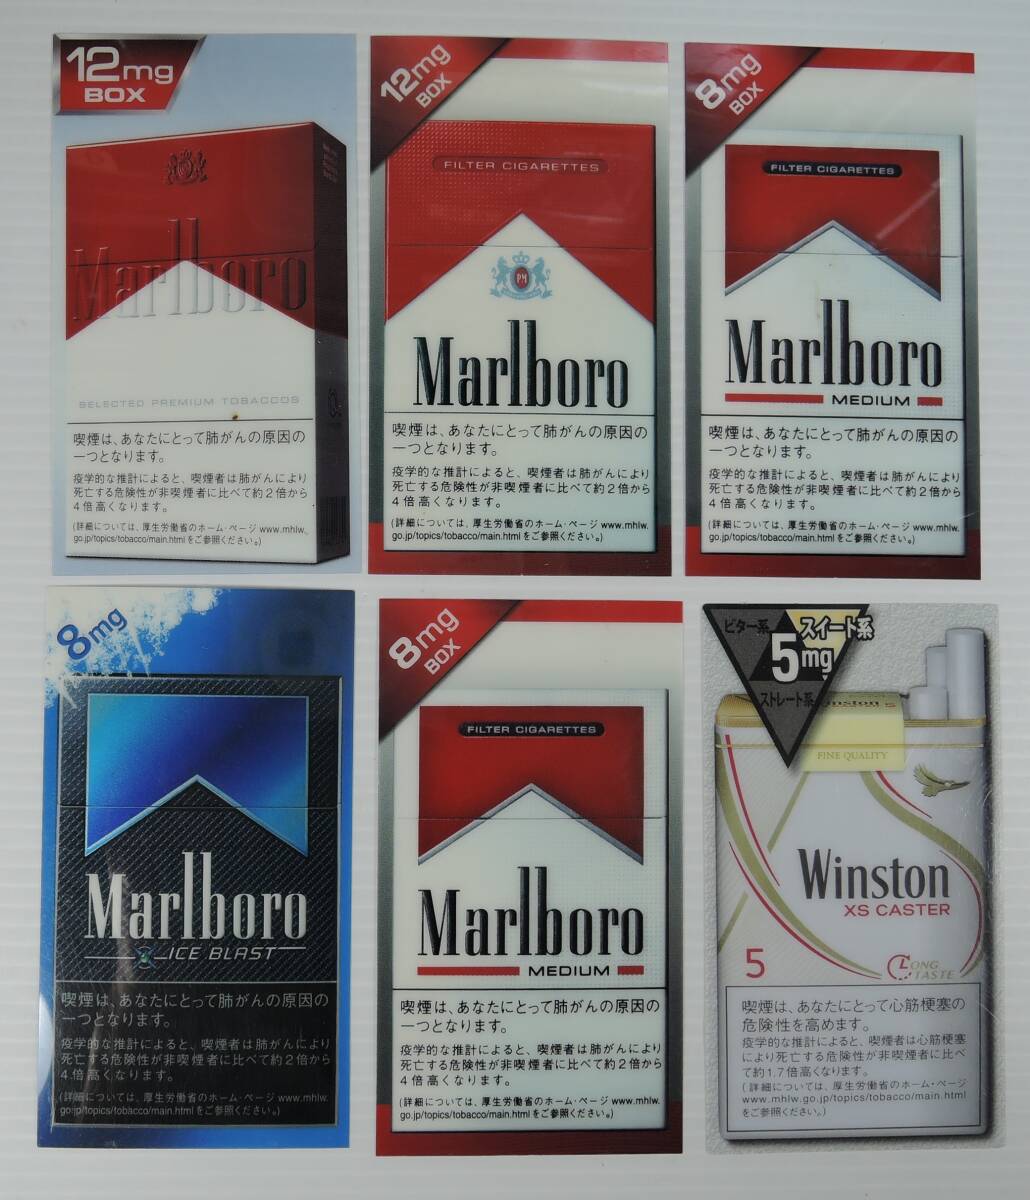 12mg
BOX
Marlboro
SELECTED PREMIUM TOBACCOS
喫煙は、あなたにとって肺がんの原因の
一つとなります。
疫学的な推計によると、喫煙者は肺がんにより
死亡する危険性が非喫煙者に比べて約2倍から
4倍高くなります。
(詳細については、厚生労働省のホーム・ページ www.mhlw.
go.jp/topics/tobacco/main.html をご参照ください。)
12mg
BOX
FILTER CIGARETTES
PM
Marlboro
喫煙は、あなたにとって肺がんの原因の
一つとなります。
疫学的な推計によると、喫煙者は肺がんにより
死亡する危険性が非喫煙者に比べて約2倍から
4倍高くなります。
(詳細については、厚生労働省のホーム・ページ www.mhlw.
go.jp/topics/tobacco/main.html をご参照ください。)
8mg
BOX
FILTER CIGARETTES
Marlboro
MEDIUM
喫煙は、あなたにとって肺がんの原因の
一つとなります。
疫学的な推計によると、喫煙者は肺がんにより
死亡する危険性が非喫煙者に比べて約2倍から
4倍高くなります。
(詳細については、厚生労働省のホーム・ページ www.mhlw.
go.jp/topics/tobacco/main.html をご参照ください。)
8mg
Marlboro
ICE BLAST
喫煙は、あなたにとって肺がんの原因の
一つとなります。
疫学的な推計によると、喫煙者は肺がんにより
死亡する危険性が非喫煙者に比べて約2倍から
4倍高くなります。
(詳細については、厚生労働省のホーム・ページ www.mhlw.
go.jp/topics/tobacco/main.html をご参照ください。)
8mg
BOX
FILTER CIGARETTES
Marlboro
MEDIUM
喫煙は、あなたにとって肺がんの原因の
一つとなります。
疫学的な推計によると、喫煙者は肺がんにより
死亡する危険性が非喫煙者に比べて約2倍から
4倍高くなります。
(詳細については、厚生労働省のホーム・ページ www.mhlw.
go.jp/topics/tobacco/main.html をご参照ください。)
ビター系
スイート系
5mg
ストレート系
FINE QUALITY
Winston
XS CASTER
5
LONG
TASTE
喫煙は、あなたにとって心筋梗塞の
危険性を高めます。
疫学的な推計によると、喫煙者は心筋梗塞
により死亡する危険性が非喫煙者に比べ
て約1.7倍高くなります。
(詳細については、厚生労働省のホーム・ページ
www.mhlw.go.jp/topics/tobacco/main.html
をご参照ください。)